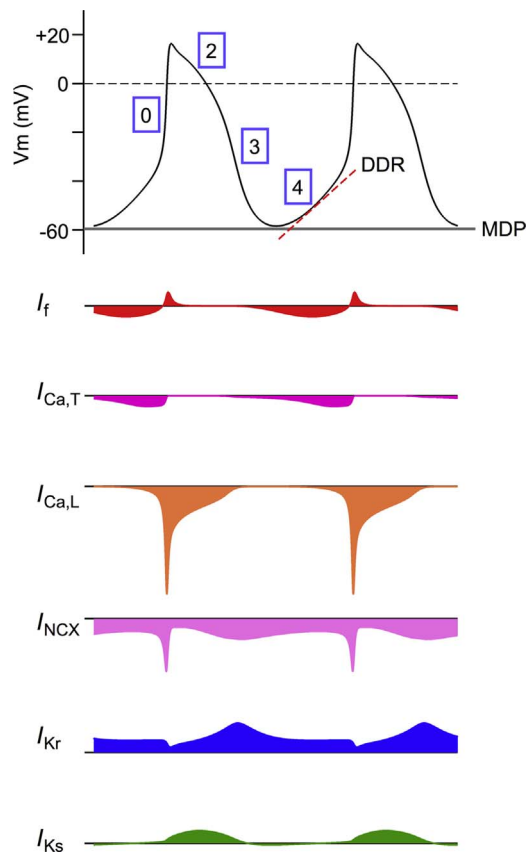 +20
2
0
Vm (mV)
0
3
4
DDR
-60
MDP
If
ICa,T
ICa,L
INCX
IKr
IKs